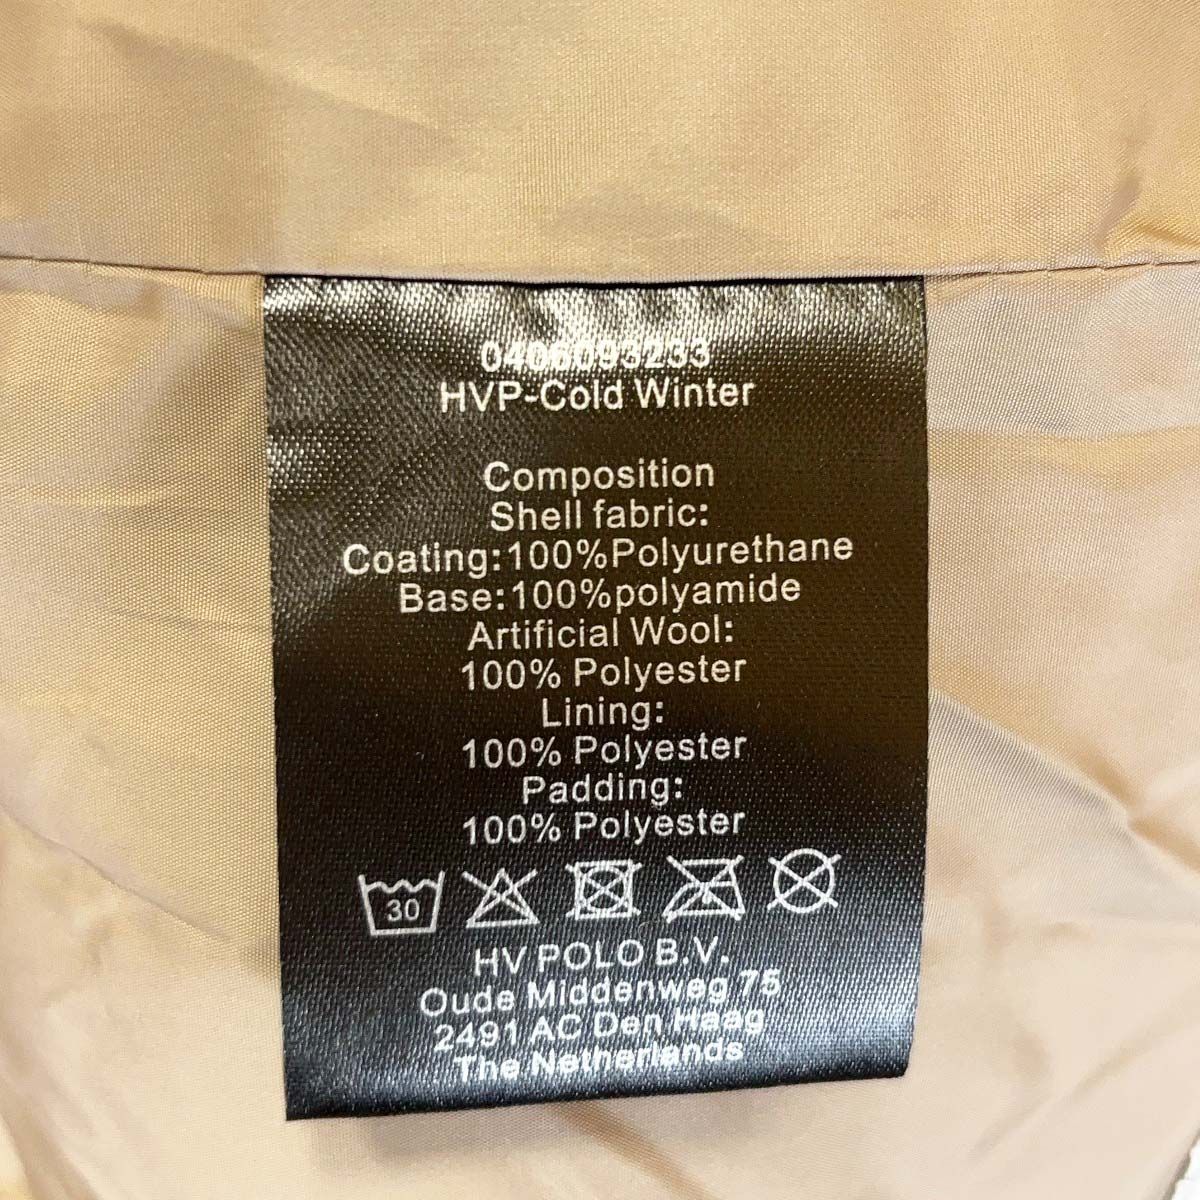 0406093233
HVP-Cold Winter
Composition
Shell fabric:
Coating:100%Polyurethane
Base:100%polyamide
Artificial Wool:
100% Polyester
Lining:
100% Polyester
Padding:
100% Polyester
30
HV POLO B.V.
Oude Middenweg 75
2491 AC Den Haag
The Netherlands